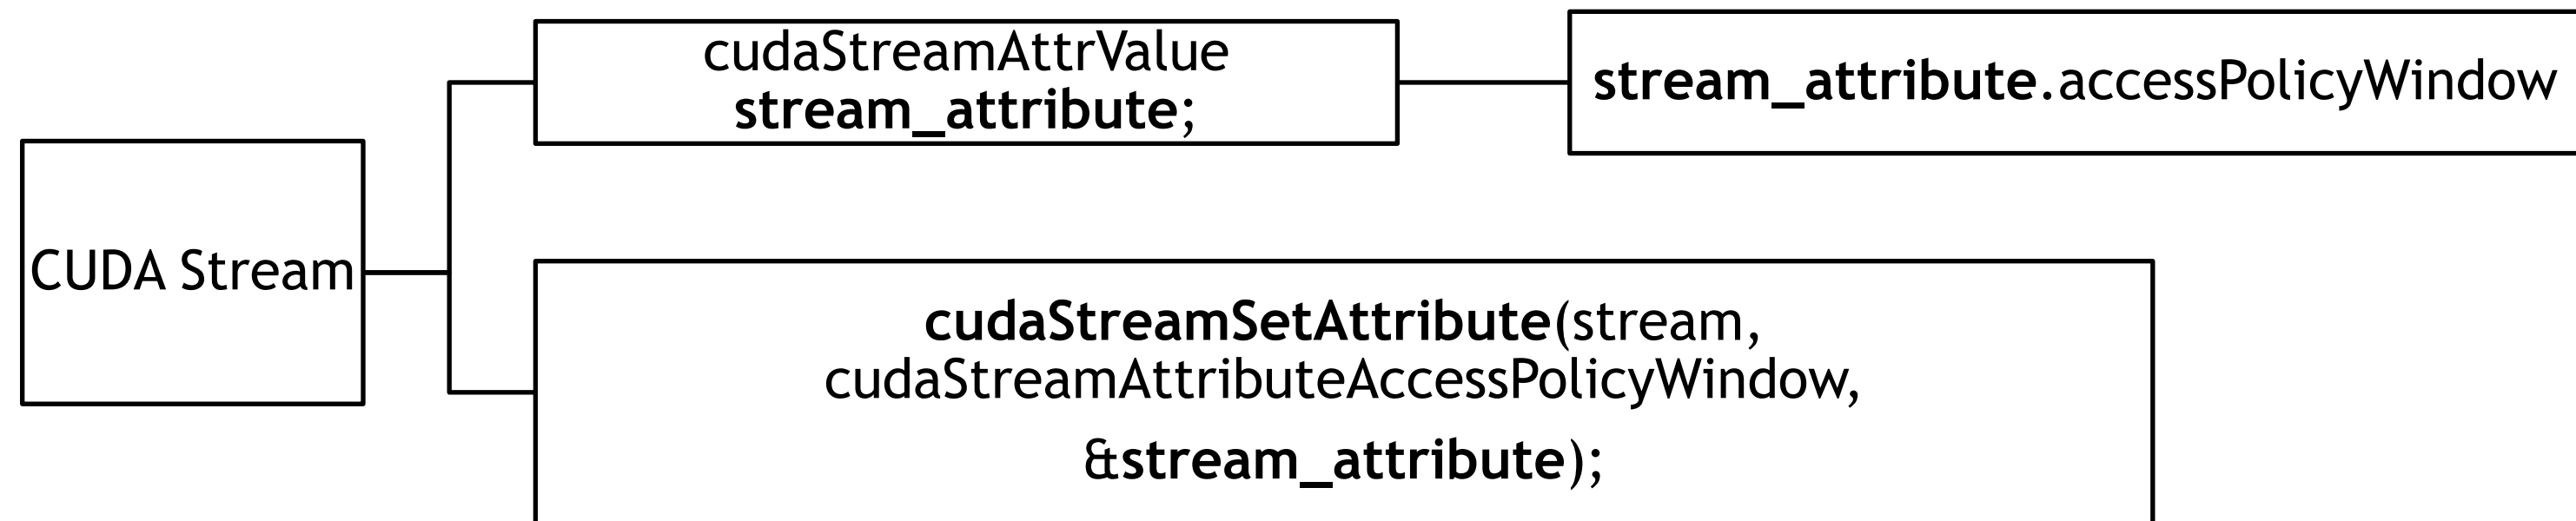 cudaStreamAttrValue
stream_attribute;
stream_attribute.accessPolicyWindow
CUDA Stream
cudaStreamSetAttribute(stream,
cudaStreamAttributeAccessPolicyWindow,
&stream_attribute);